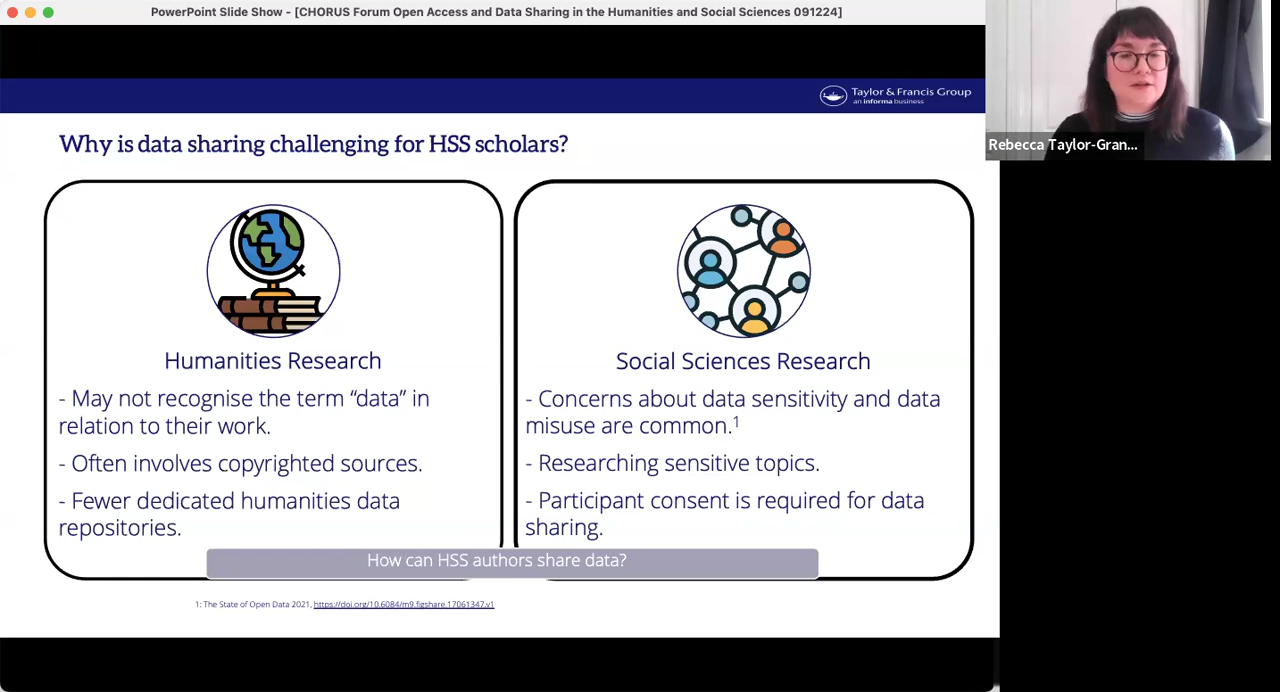 PowerPoint Slide Show - [CHORUS Forum Open Access and Data Sharing in the Humanities and Social Sciences 091224]
Taylor & Francis Group
an informa business
Rebecca Taylor-Gran...
Why is data sharing challenging for HSS scholars?
Humanities Research
- May not recognise the term “data” in
relation to their work.
- Often involves copyrighted sources.
- Fewer dedicated humanities data
repositories.
Social Sciences Research
- Concerns about data sensitivity and data
misuse are common.1
- Researching sensitive topics.
- Participant consent is required for data
sharing.
How can HSS authors share data?
1: The State of Open Data 2021, https://doi.org/10.6084/m9.figshare.17061347.v1